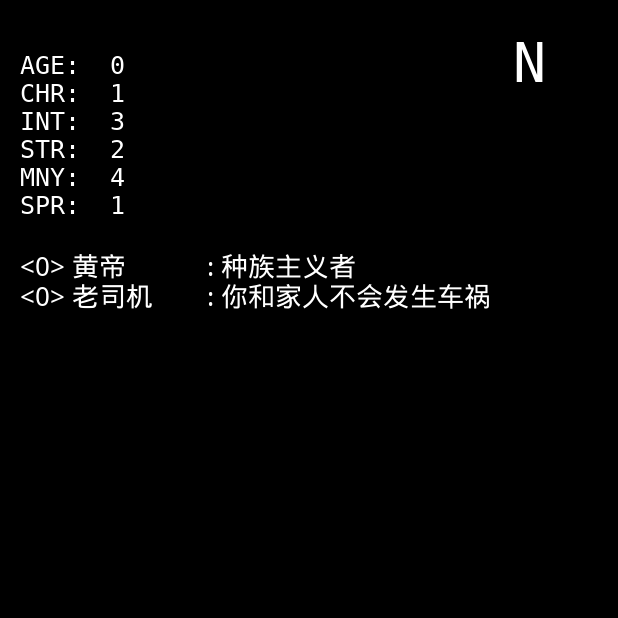 N
AGE: 0
CHR: 1
INT: 3
STR: 2
MNY: 4
SPR: 1
<O> 黄帝 : 种族主义者
<O> 老司机 : 你和家人不会发生车祸